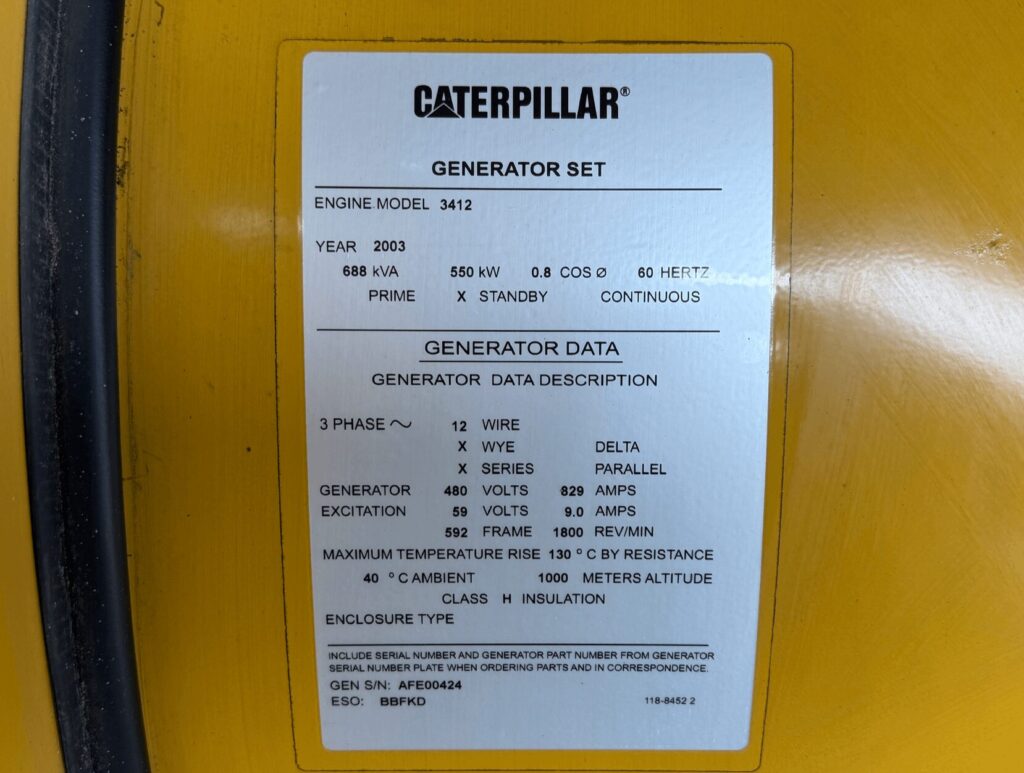 CATERPILLAR®
GENERATOR SET
ENGINE MODEL 3412
YEAR 2003
688 kVA 550 kW 0.8 COS Ø 60 HERTZ
PRIME X STANDBY CONTINUOUS
GENERATOR DATA
GENERATOR DATA DESCRIPTION
3 PHASE ~ 12 WIRE
X WYE DELTA
X SERIES PARALLEL
GENERATOR 480 VOLTS 829 AMPS
EXCITATION 59 VOLTS 9.0 AMPS
592 FRAME 1800 REV/MIN
MAXIMUM TEMPERATURE RISE 130 ° C BY RESISTANCE
40 ° C AMBIENT 1000 METERS ALTITUDE
CLASS H INSULATION
ENCLOSURE TYPE
INCLUDE SERIAL NUMBER AND GENERATOR PART NUMBER FROM GENERATOR
SERIAL NUMBER PLATE WHEN ORDERING PARTS AND IN CORRESPONDENCE.
GEN S/N: AFE00424
ESO: BBFKD 118-8452 2